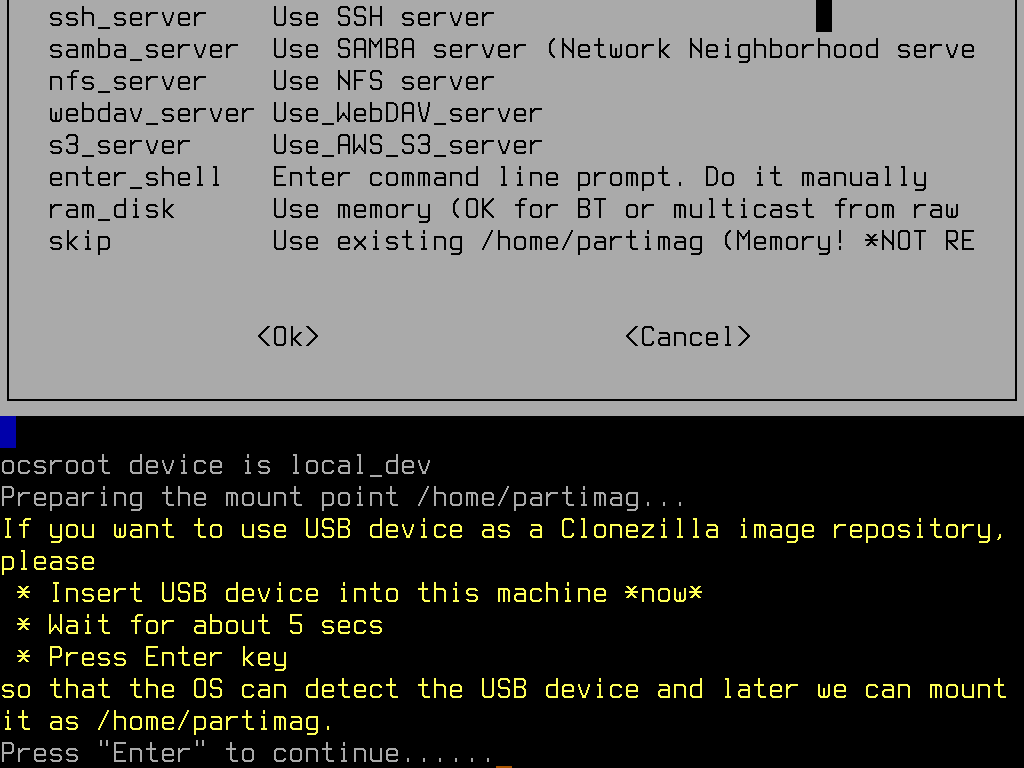 ssh_server Use SSH server
samba_server Use SAMBA server (Network Neighborhood serve
nfs_server Use NFS server
webdav_server Use_WebDAV_server
s3_server Use_AWS_S3_server
enter_shell Enter command line prompt. Do it manually
ram_disk Use memory (OK for BT or multicast from raw
skip Use existing /home/partimag (Memory! *NOT RE
<Ok> <Cancel>
ocsroot device is local_dev
Preparing the mount point /home/partimag...
If you want to use USB device as a Clonezilla image repository,
please
* Insert USB device into this machine *now*
* Wait for about 5 secs
* Press Enter key
so that the OS can detect the USB device and later we can mount
it as /home/partimag.
Press "Enter" to continue......